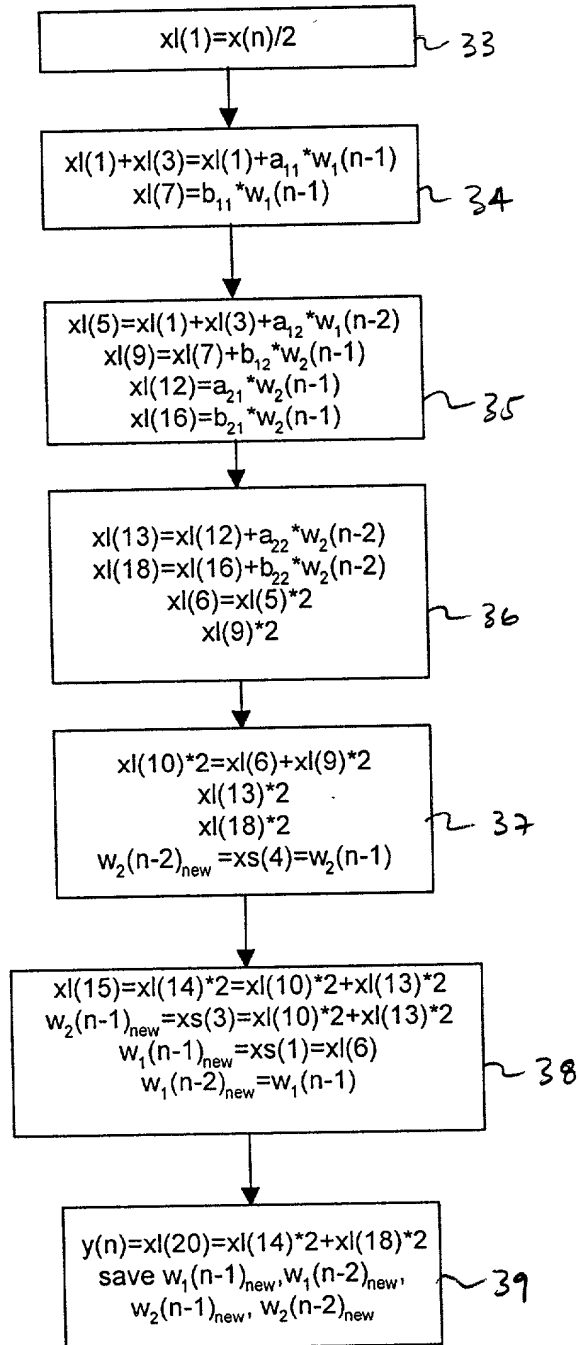 xl(1)=x(n)/2
33
xl(1)+xl(3)=xl(1)+a₁₁*w₁(n-1)
xl(7)=b₁₁*w₁(n-1)
34
xl(5)=xl(1)+xl(3)+a₁₂*w₁(n-2)
xl(9)=xl(7)+b₁₂*w₂(n-1)
xl(12)=a₂₁*w₂(n-1)
xl(16)=b₂₁*w₂(n-1)
35
xl(13)=xl(12)+a₂₂*w₂(n-2)
xl(18)=xl(16)+b₂₂*w₂(n-2)
xl(6)=xl(5)*2
xl(9)*2
36
xl(10)*2=xl(6)+xl(9)*2
xl(13)*2
xl(18)*2
w₂(n-2)new =xs(4)=w₂(n-1)
37
xl(15)=xl(14)*2=xl(10)*2+xl(13)*2
w₂(n-1)new=xs(3)=xl(10)*2+xl(13)*2
w₁(n-1)new=xs(1)=xl(6)
w₁(n-2)new=w₁(n-1)
38
y(n)=xl(20)=xl(14)*2+xl(18)*2
save w₁(n-1)new,w₁(n-2)new,
w₂(n-1)new, w₂(n-2)new
39